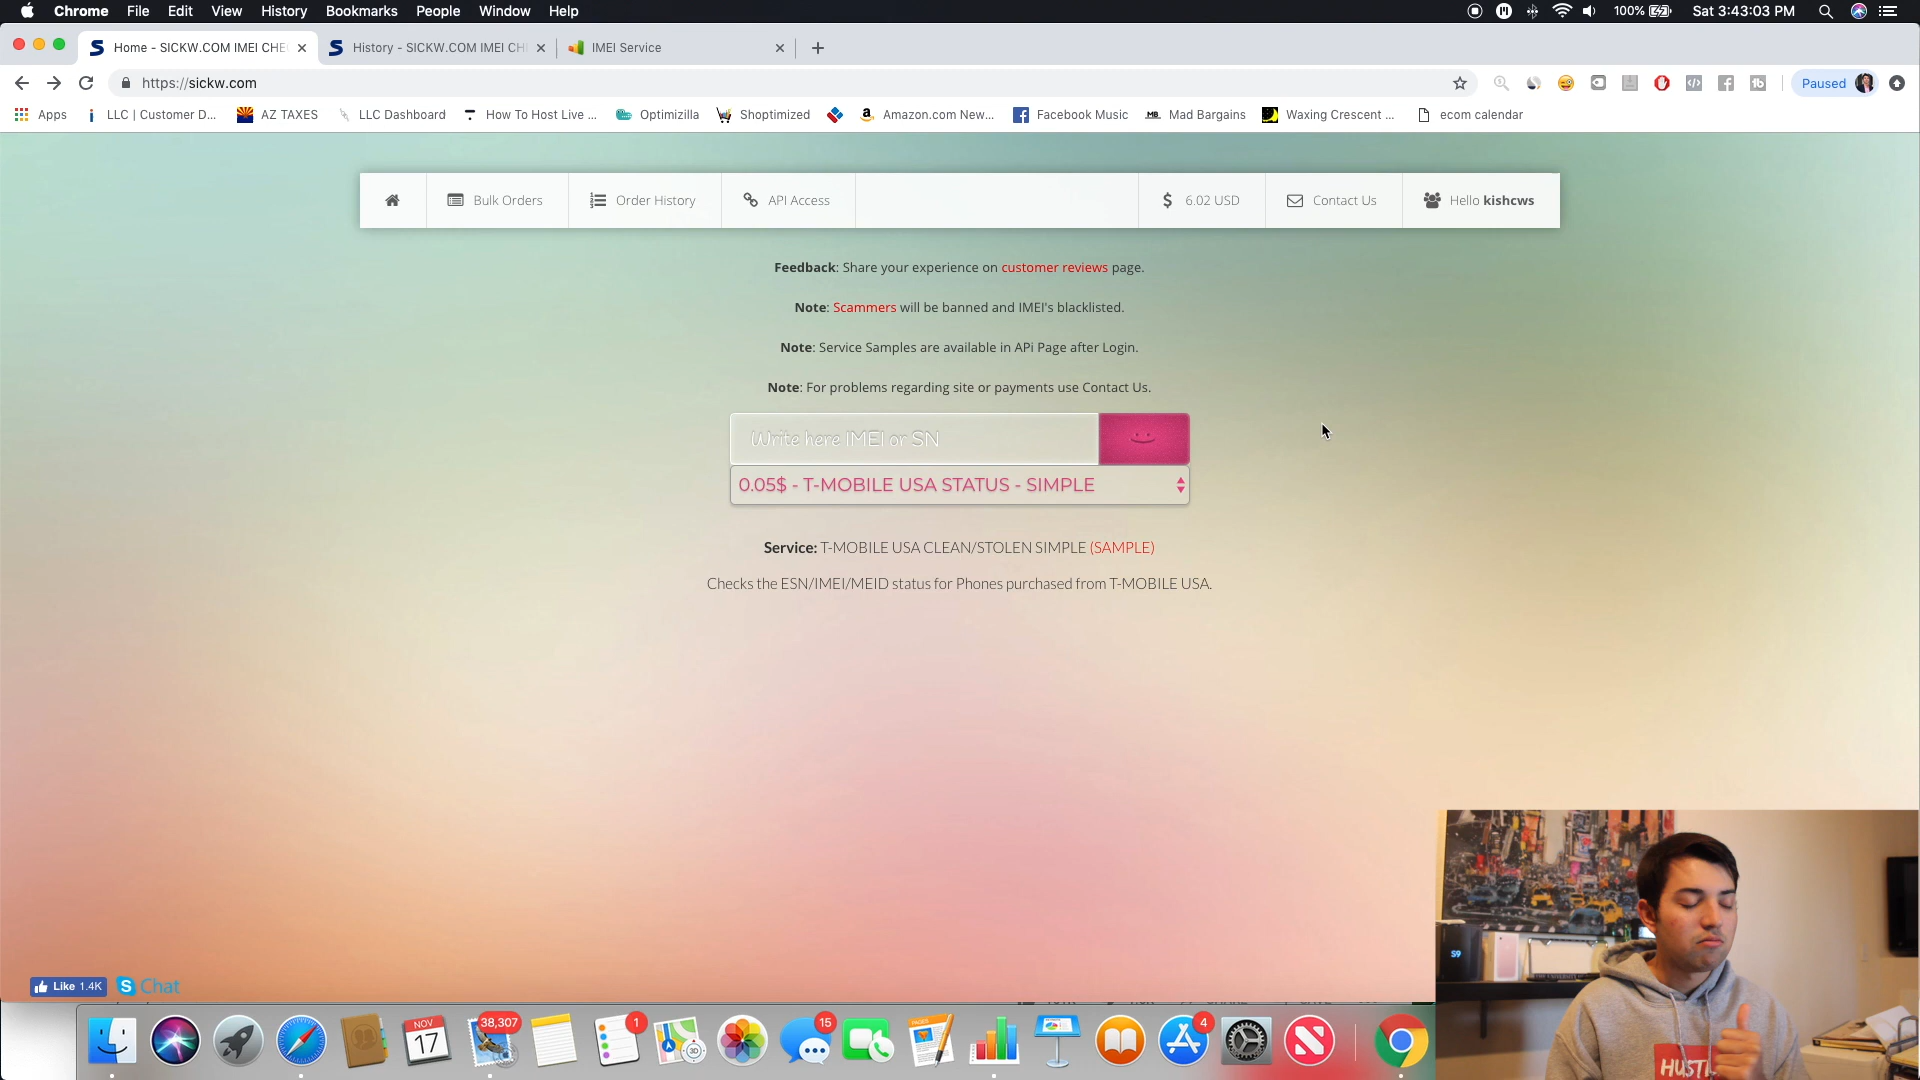 Chrome File Edit View History Bookmarks People Window Help 100% Sat 3:43:03 PM
Home - SICKW.COM IMEI CHE History - SICKW.COM IMEI CH IMEI Service
https://sickw.com Paused
Apps LLC | Customer D... AZ TAXES LLC Dashboard How To Host Live ... Optimizilla Shoptimized Amazon.com New... Facebook Music MB Mad Bargains Waxing Crescent ... ecom calendar
Bulk Orders Order History API Access $ 6.02 USD Contact Us Hello kishcws
Feedback: Share your experience on customer reviews page.
Note: Scammers will be banned and IMEI's blacklisted.
Note: Service Samples are available in APi Page after Login.
Note: For problems regarding site or payments use Contact Us.
Write here IMEI or SN
0.05$ - T-MOBILE USA STATUS - SIMPLE
Service: T-MOBILE USA CLEAN/STOLEN SIMPLE (SAMPLE)
Checks the ESN/IMEI/MEID status for Phones purchased from T-MOBILE USA.
S9
Like 1.4K Chat
NOV 17 38,307 1 3D 15 4
HUSTL